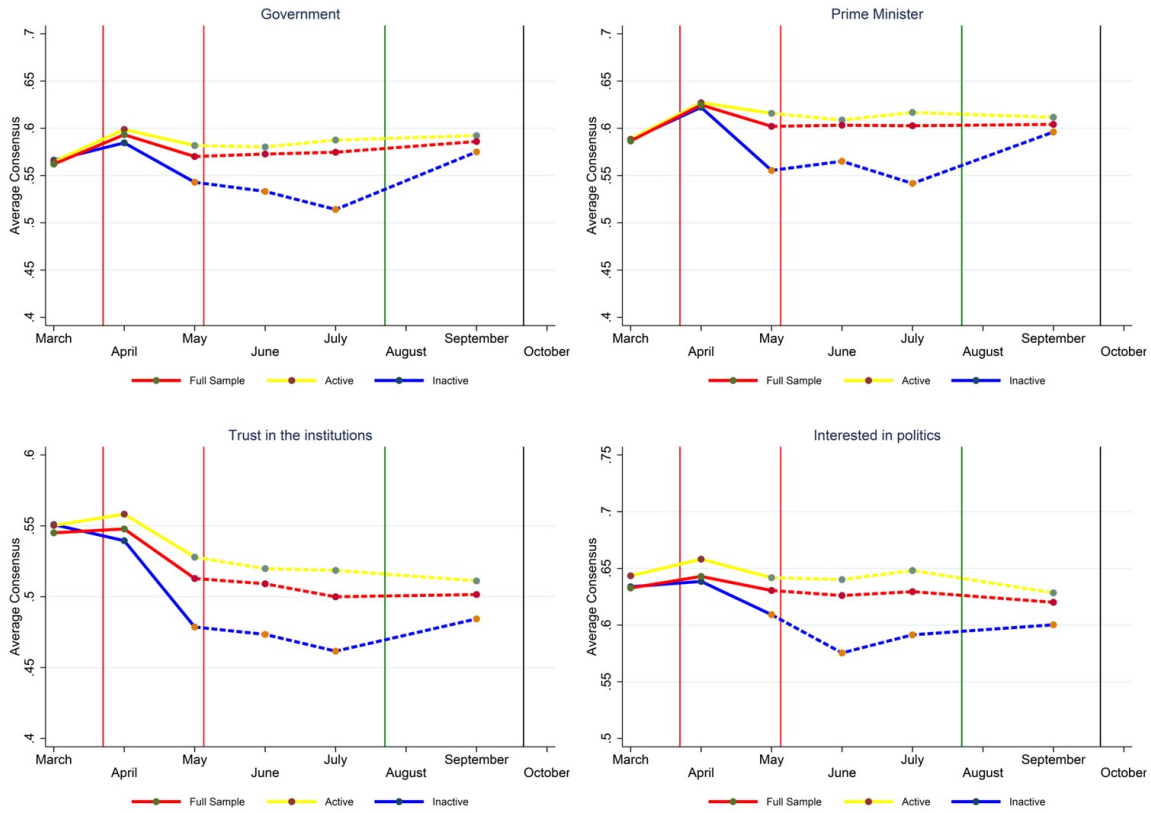 Government
Average Consensus
.7
.65
.6
.55
.5
.45
.4
March
April
May
June
July
August
September
October
Full Sample Active Inactive
Prime Minister
Average Consensus
.7
.65
.6
.55
.5
.45
.4
March
April
May
June
July
August
September
October
Full Sample Active Inactive
Trust in the institutions
Average Consensus
.6
.55
.5
.45
.4
March
April
May
June
July
August
September
October
Full Sample Active Inactive
Interested in politics
Average Consensus
.75
.7
.65
.6
.55
.5
March
April
May
June
July
August
September
October
Full Sample Active Inactive